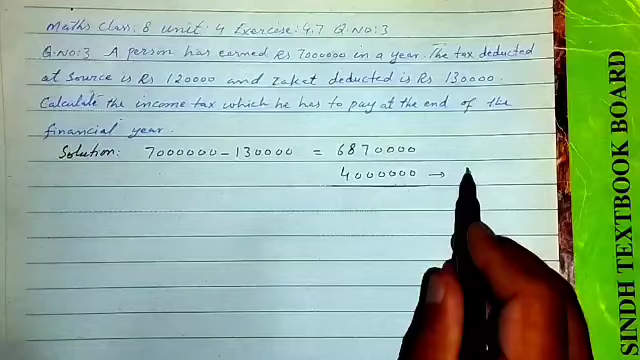 Maths Class: 8 unit: 4 Exercise: 4.7 Q.NO: 3
Q.NO:3 A person has earned Rs 7000000 in a year. The tax deducted
at source is Rs 120000 and zaket deducted is Rs 130000.
Calculate the income tax which he has to pay at the end of the
financial year.
Solution: 7000000 - 130000 = 6870000
4000000 →
SINDH TEXTBOOK BOARD